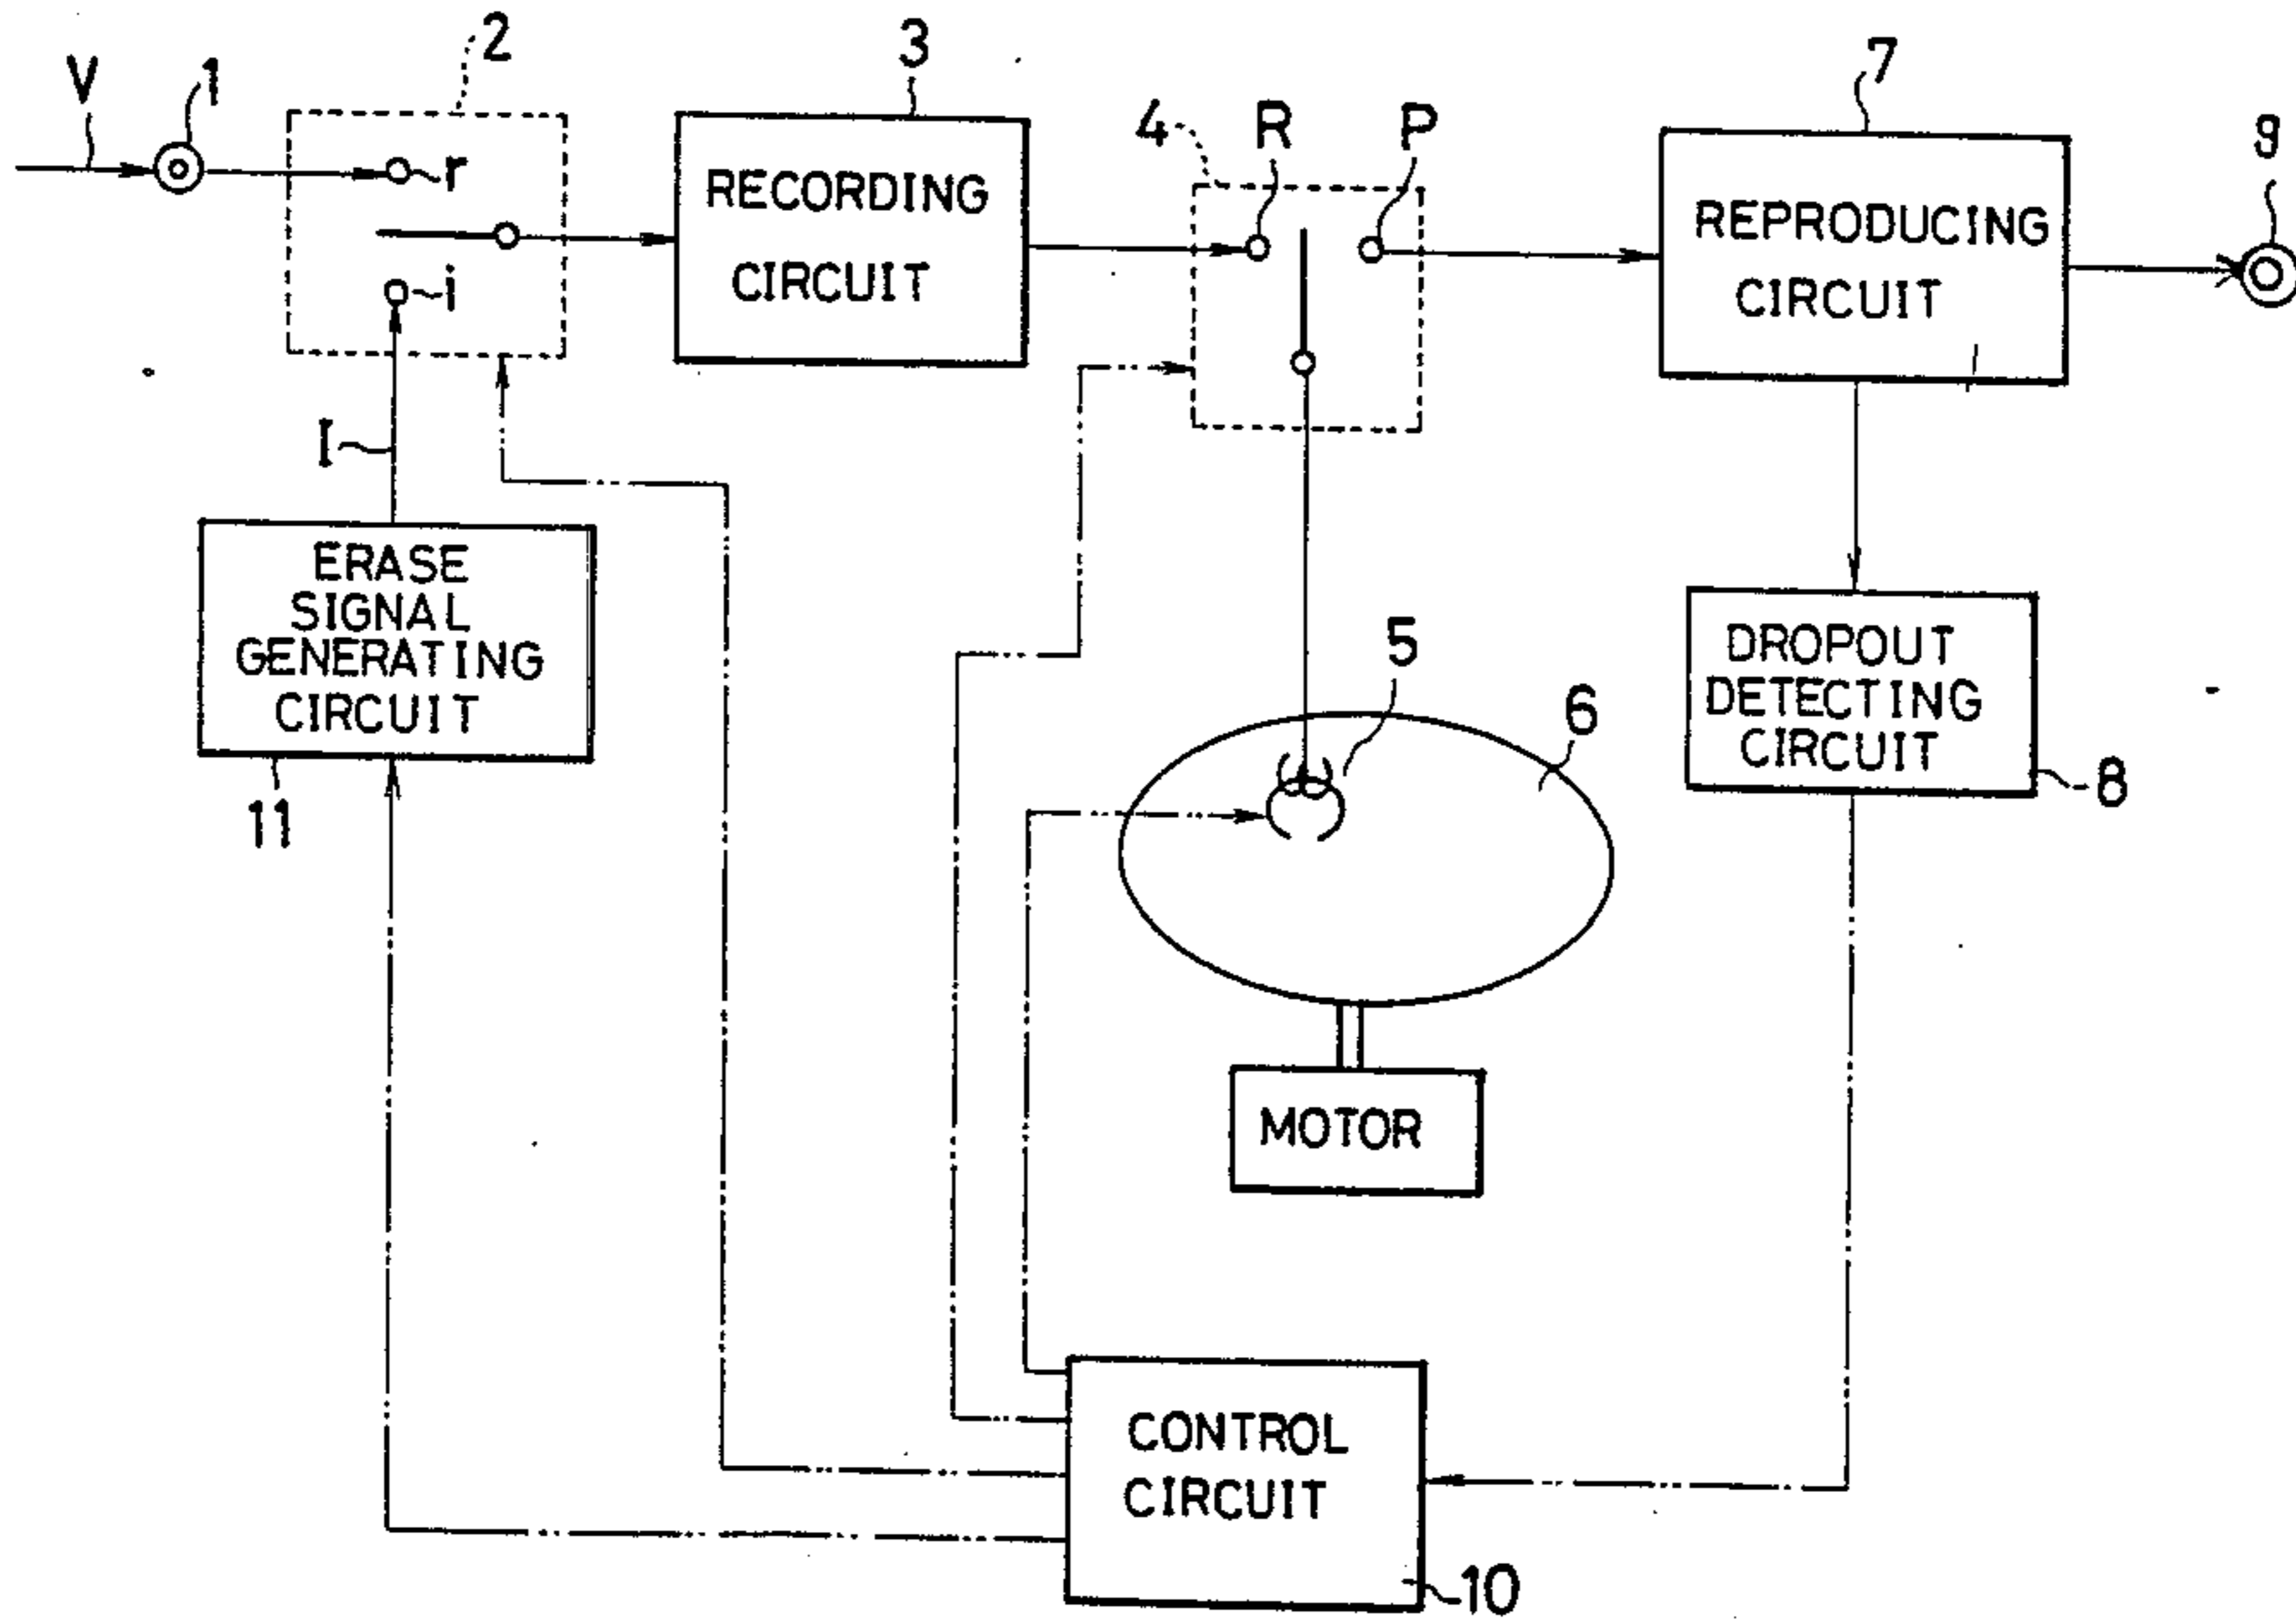 V
1
2
3
4
R
P
7
9
r
i
RECORDING
CIRCUIT
REPRODUCING
CIRCUIT
I
ERASE
SIGNAL
GENERATING
CIRCUIT
11
5
6
DROPOUT
DETECTING
CIRCUIT
8
MOTOR
CONTROL
CIRCUIT
10